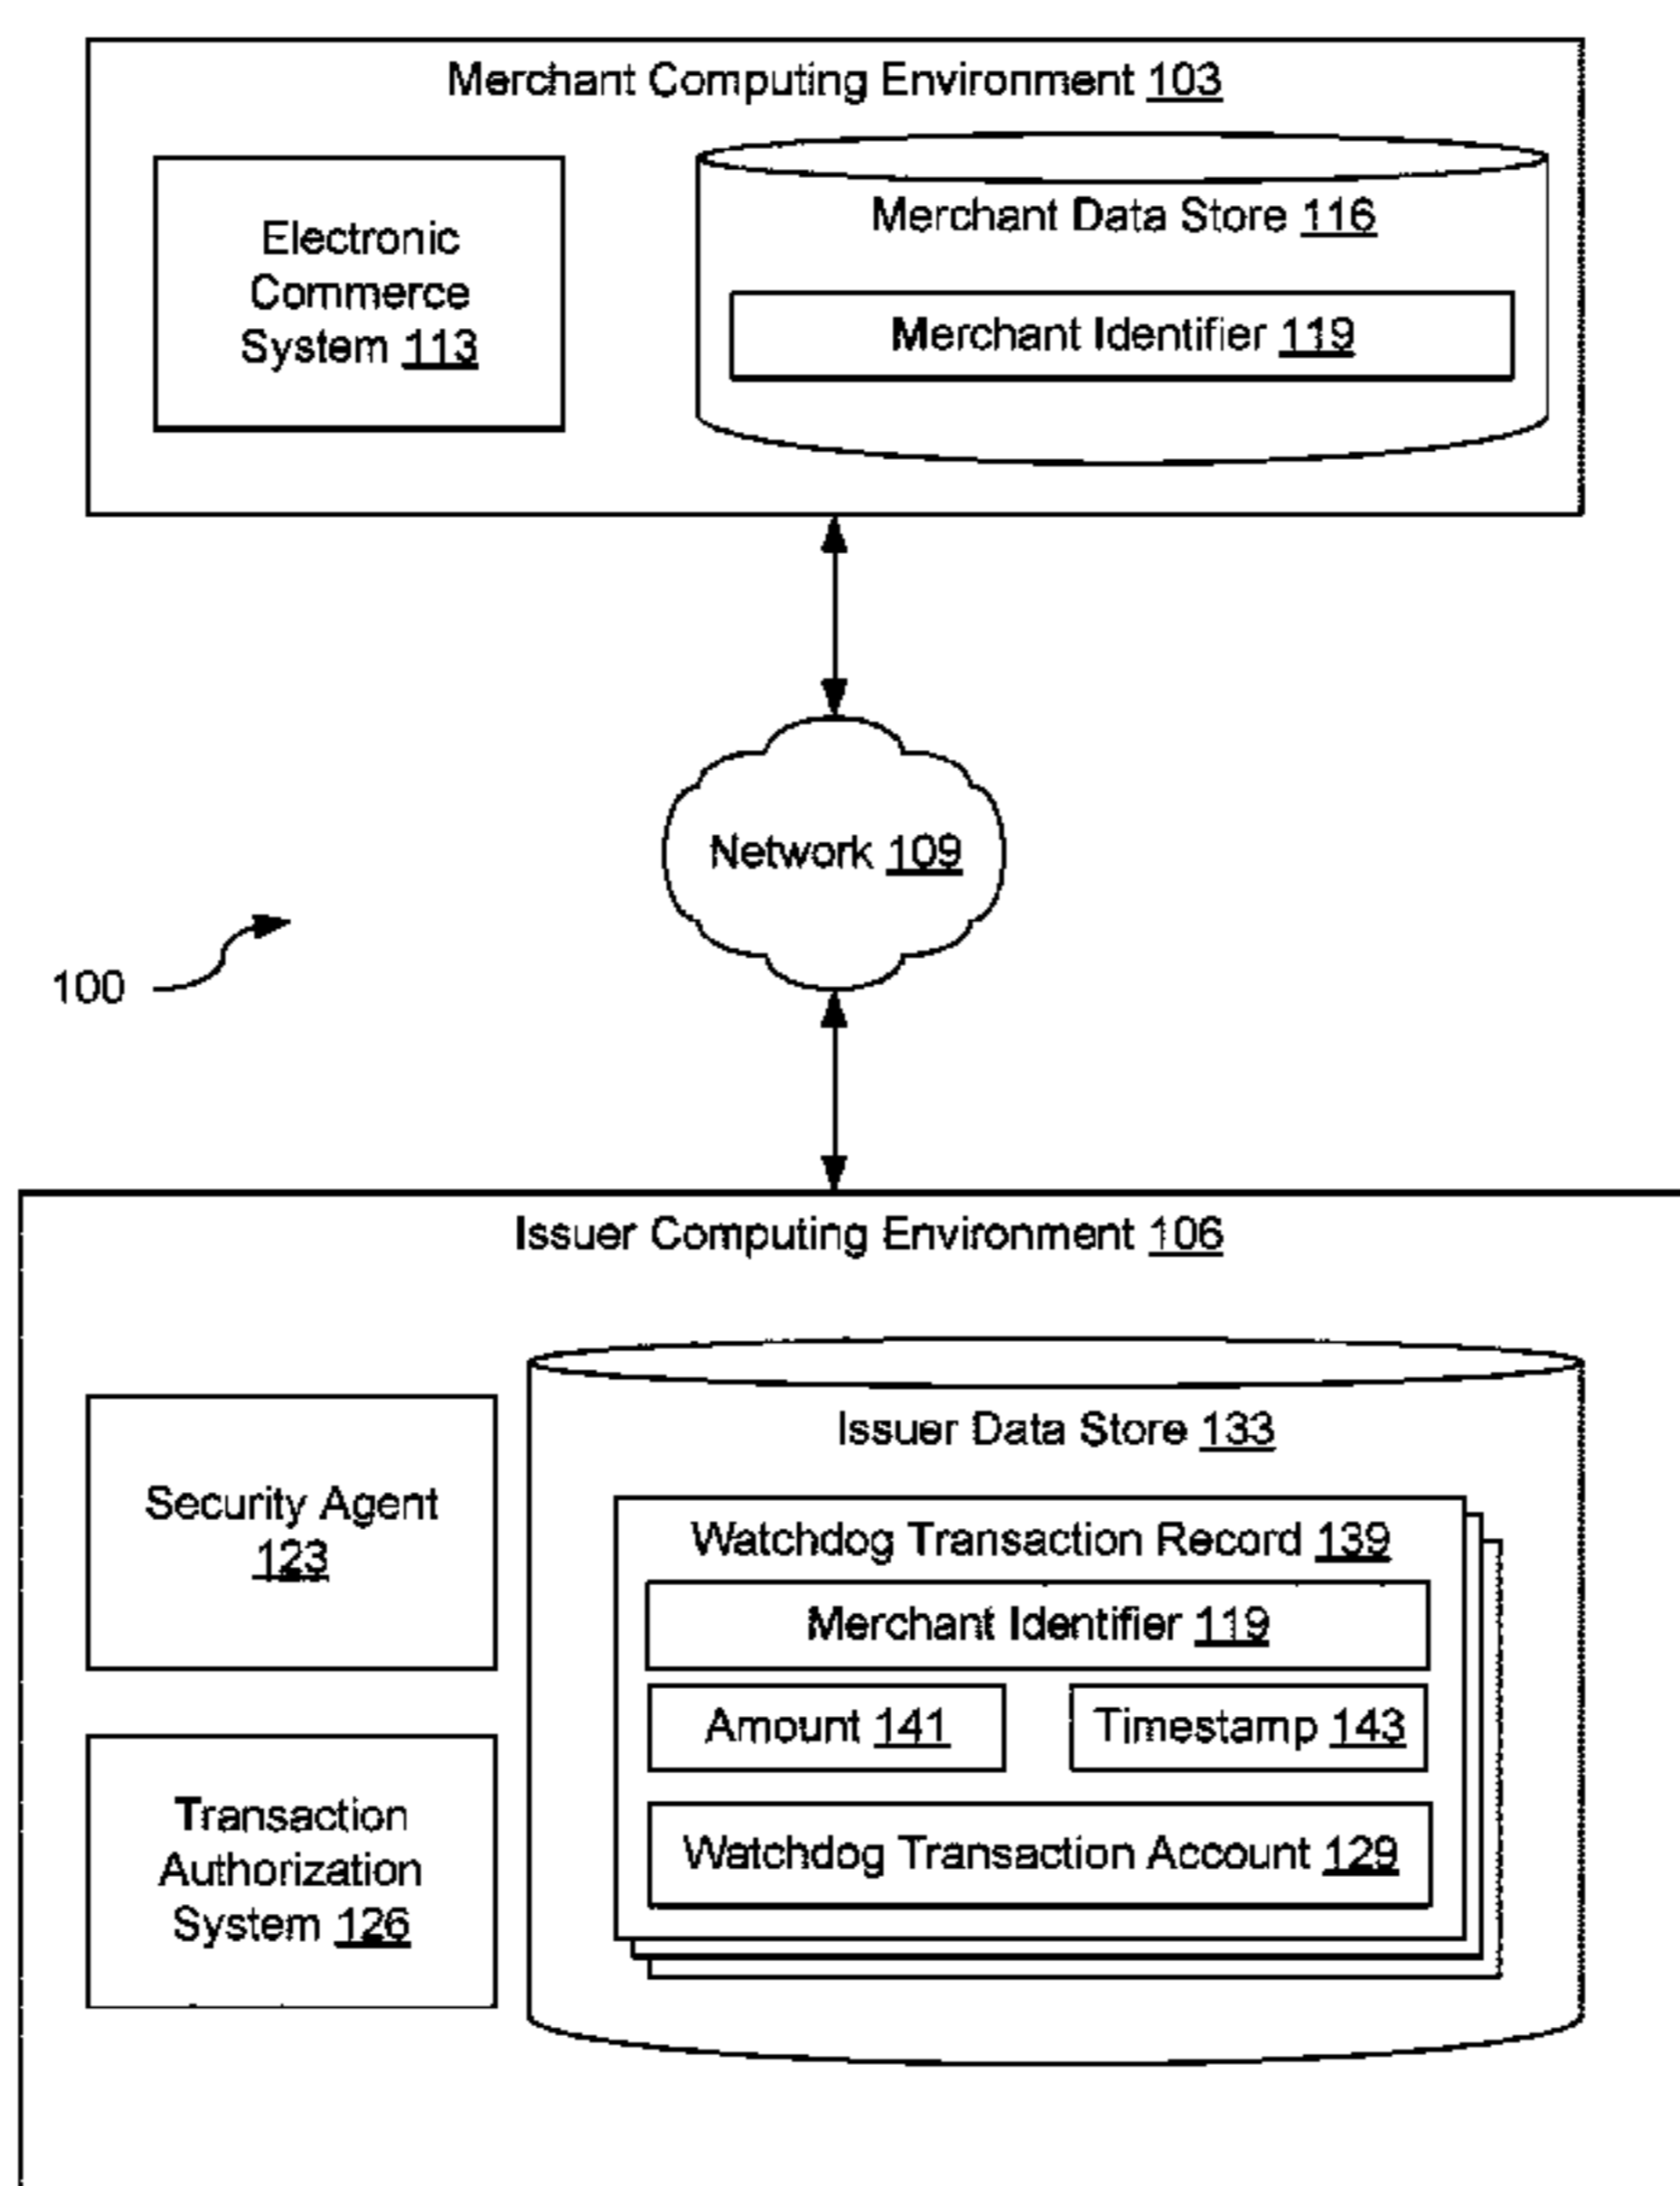 Merchant Computing Environment 103
Electronic
Commerce
System 113
Merchant Data Store 116
Merchant Identifier 119
Network 109
100
Issuer Computing Environment 106
Security Agent
123
Transaction
Authorization
System 126
Issuer Data Store 133
Watchdog Transaction Record 139
Merchant Identifier 119
Amount 141
Timestamp 143
Watchdog Transaction Account 129